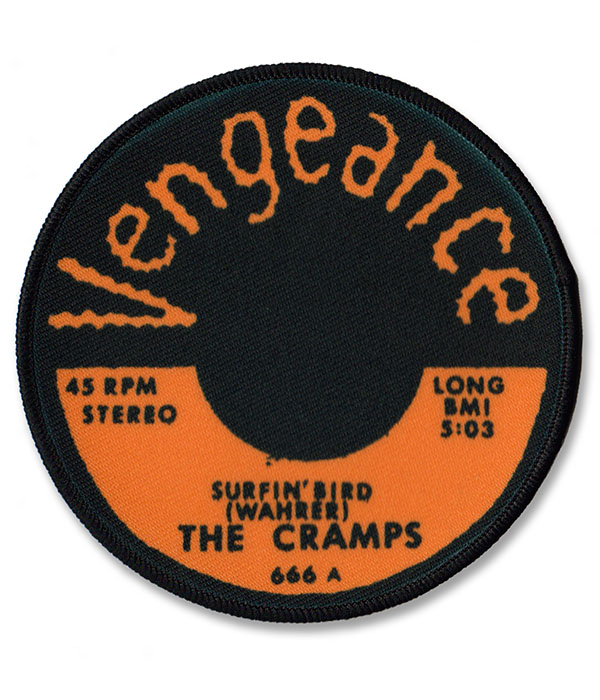 Vengeance
45 RPM
STEREO
LONG
BMI
5:03
SURFIN' BIRD
(WAHRER)
THE CRAMPS
666 A